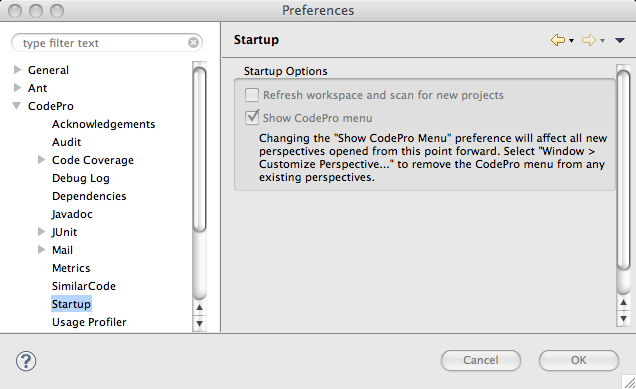 Preferences
type filter text
General
Ant
CodePro
Acknowledgements
Audit
Code Coverage
Debug Log
Dependencies
Javadoc
JUnit
Mail
Metrics
SimilarCode
Startup
Usage Profiler
Startup
Startup Options
Refresh workspace and scan for new projects
Show CodePro menu
Changing the "Show CodePro Menu" preference will affect all new
perspectives opened from this point forward. Select "Window >
Customize Perspective..." to remove the CodePro menu from any
existing perspectives.
?
Cancel
OK